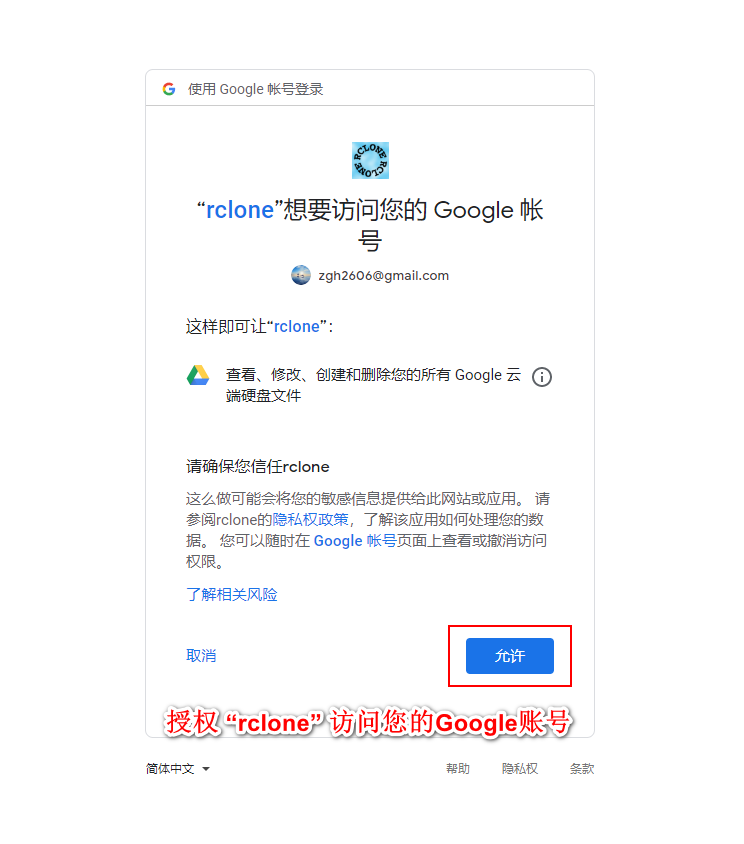 使用 Google 帐号登录
RCLONE RCLONE
“rclone”想要访问您的 Google 帐
号
zgh2606@gmail.com
这样即可让“rclone”：
查看、修改、创建和删除您的所有 Google 云
端硬盘文件
请确保您信任rclone
这么做可能会将您的敏感信息提供给此网站或应用。 请
参阅rclone的隐私权政策，了解该应用如何处理您的数
据。 您可以随时在 Google 帐号页面上查看或撤消访问
权限。
了解相关风险
取消
允许
授权 “rclone” 访问您的Google账号
简体中文
帮助
隐私权
条款